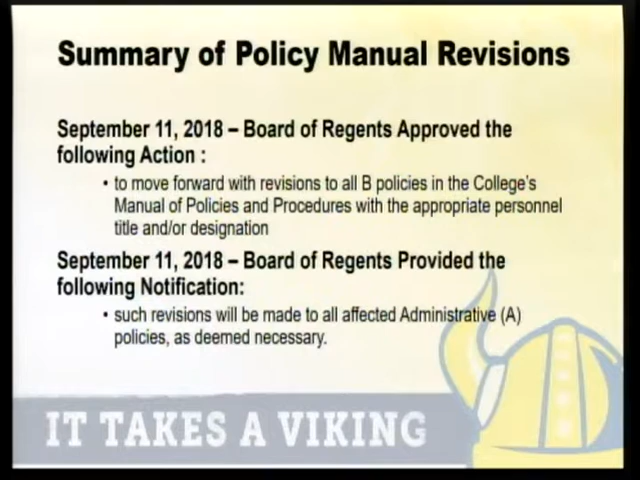 Summary of Policy Manual Revisions
September 11, 2018 – Board of Regents Approved the
following Action :
• to move forward with revisions to all B policies in the College's
Manual of Policies and Procedures with the appropriate personnel
title and/or designation
September 11, 2018 – Board of Regents Provided the
following Notification:
• such revisions will be made to all affected Administrative (A)
policies, as deemed necessary.
IT TAKES A VIKING